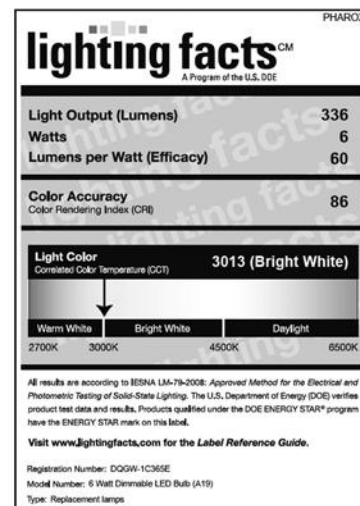 PHAROX
lighting facts CM
A Program of the U.S. DOE
Light Output (Lumens) 336
Watts 6
Lumens per Watt (Efficacy) 60
Color Accuracy 86
Color Rendering Index (CRI)
Light Color 3013 (Bright White)
Correlated Color Temperature (CCT)
Warm White Bright White Daylight
2700K 3000K 4500K 6500K
All results are according to IESNA LM-79-2008: Approved Method for the Electrical and
Photometric Testing of Solid-State Lighting. The U.S. Department of Energy (DOE) verifies
product test data and results. Products qualified under the DOE ENERGY STAR® program
have the ENERGY STAR mark on this label.
Visit www.lightingfacts.com for the Label Reference Guide.
Registration Number: DQGW-1C365E
Model Number: 6 Watt Dimmable LED Bulb (A19)
Type: Replacement lamps